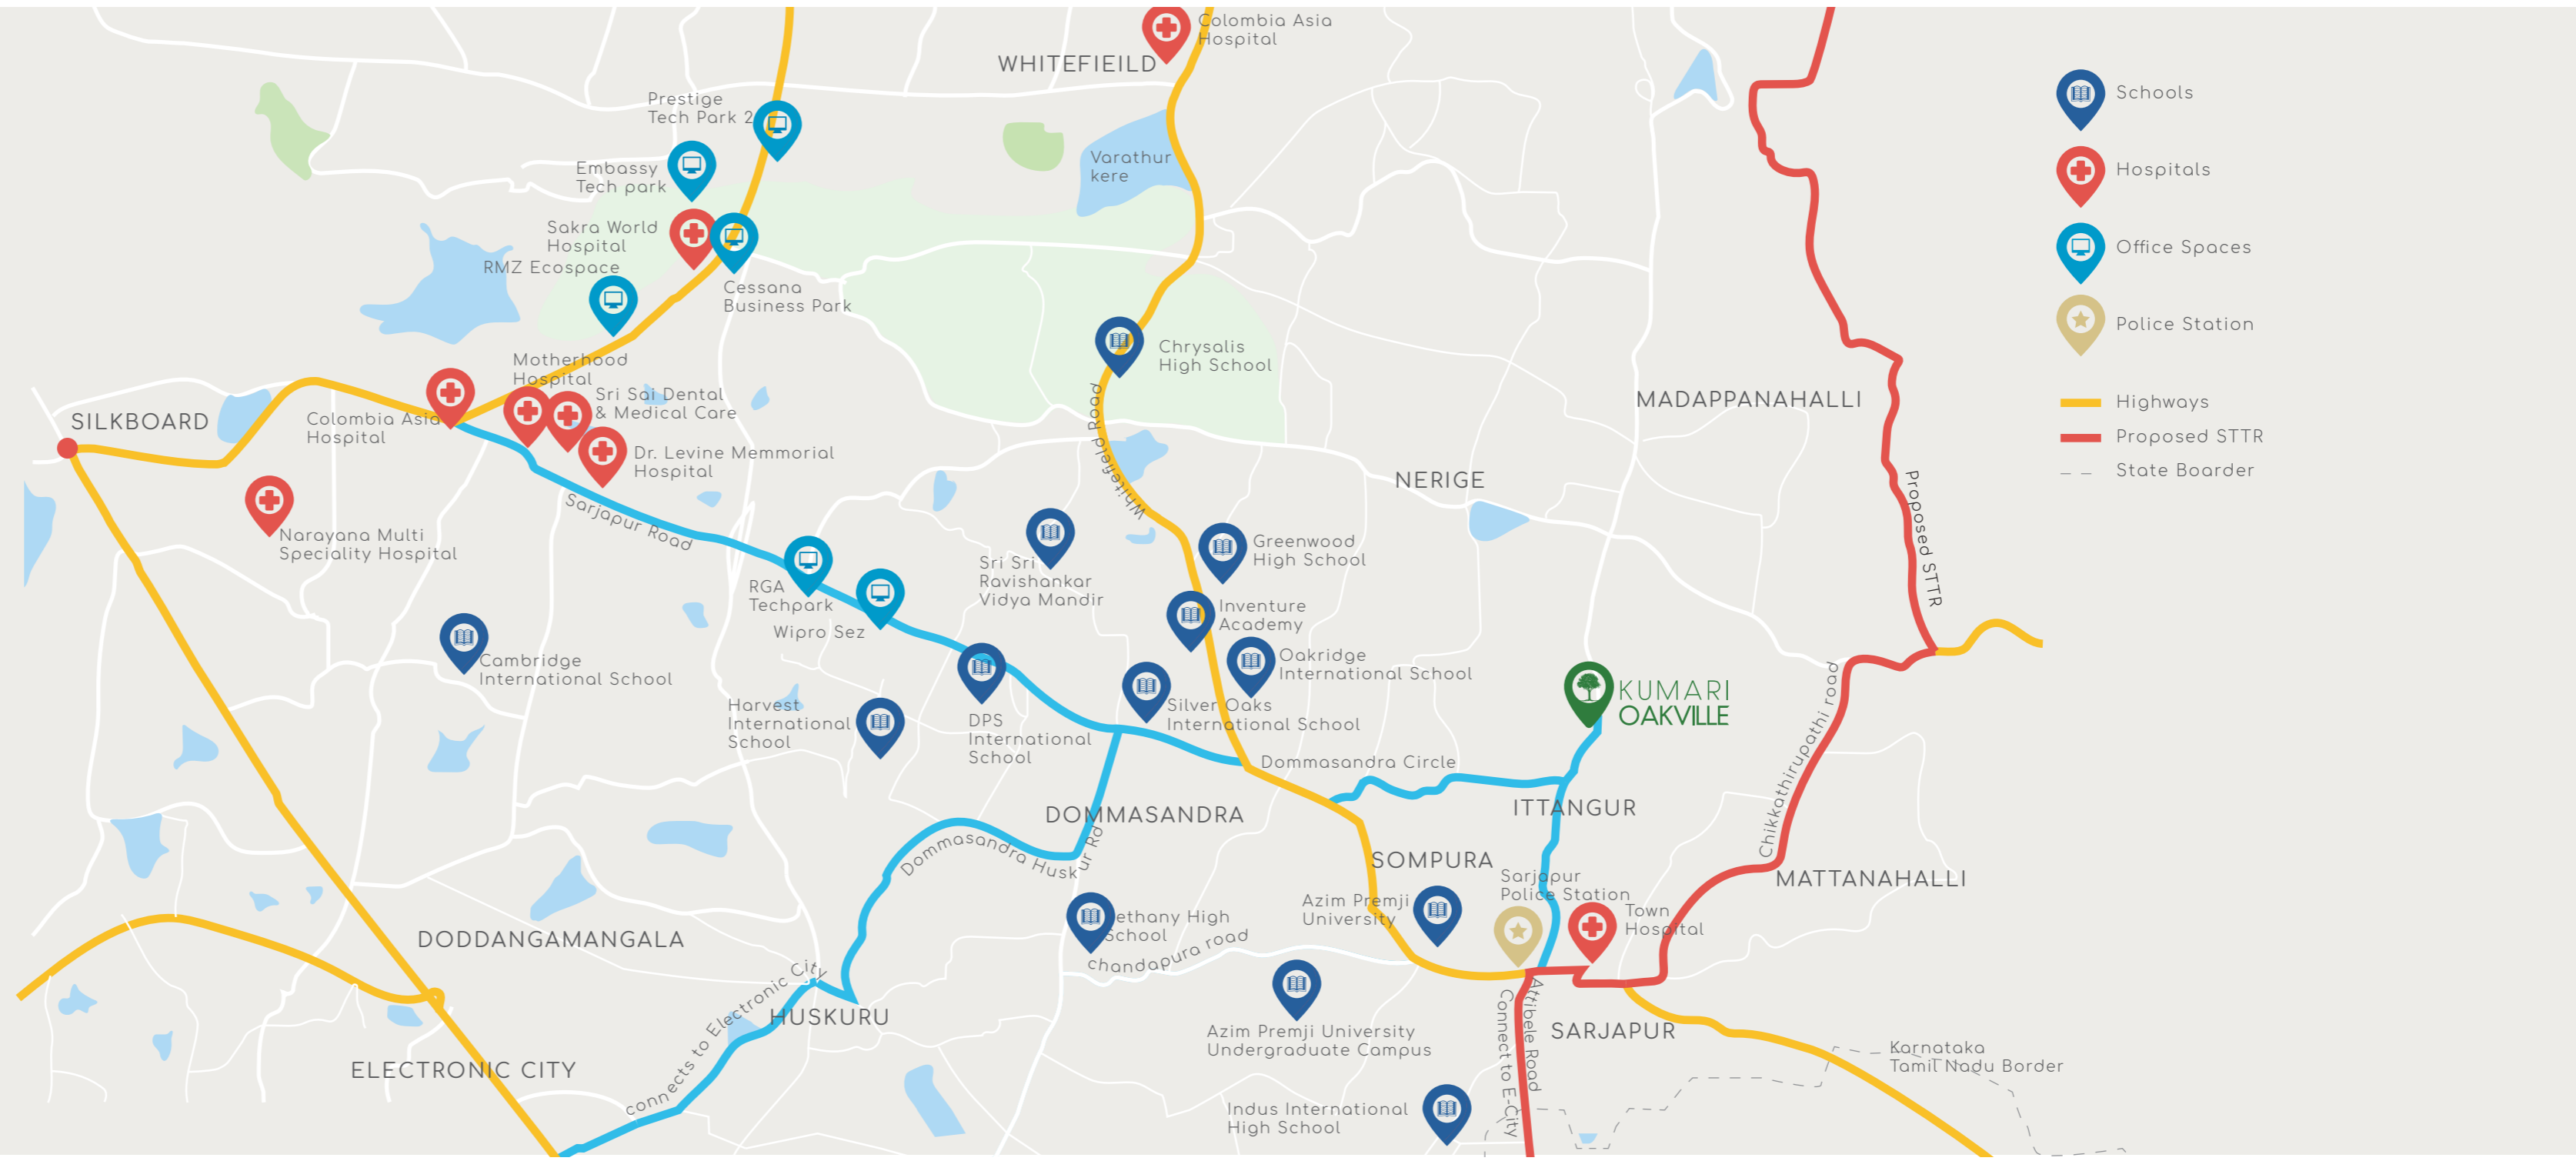 Colombia Asia
Hospital
WHITEFIEILD
Prestige
Tech Park 2
Embassy
Tech park
Varathur
kere
Sakra World
Hospital
RMZ Ecospace
Cessana
Business Park
Chrysalis
High School
Motherhood
Hospital
Sri Sai Dental
& Medical Care
SILKBOARD
Colombia Asia
Hospital
Dr. Levine Memmorial
Hospital
Whitefield Road
MADAPPANAHALLI
NERIGE
Proposed STTR
Sarjapur Road
Narayana Multi
Speciality Hospital
Sri Sri
Ravishankar
Vidya Mandir
Greenwood
High School
RGA
Techpark
Wipro Sez
Inventure
Academy
Cambridge
International School
Oakridge
International School
KUMARI
OAKVILLE
Harvest
International
School
DPS
International
School
Silver Oaks
International School
Chikkathirupathi road
Dommasandra Circle
DOMMASANDRA
ITTANGUR
Dommasandra Huskur Rd
SOMPURA
Sarjapur
Police Station
MATTANAHALLI
Azim Premji
University
Town
Hospital
ethany High
School
chandapura road
DODDANGAMANGALA
connects to Electronic City
HUSKURU
Attibele Road
Connect to E-City
SARJAPUR
Azim Premji University
Undergraduate Campus
Karnataka
Tamil Nadu Border
ELECTRONIC CITY
Indus International
High School
Schools
Hospitals
Office Spaces
Police Station
Highways
Proposed STTR
State Boarder